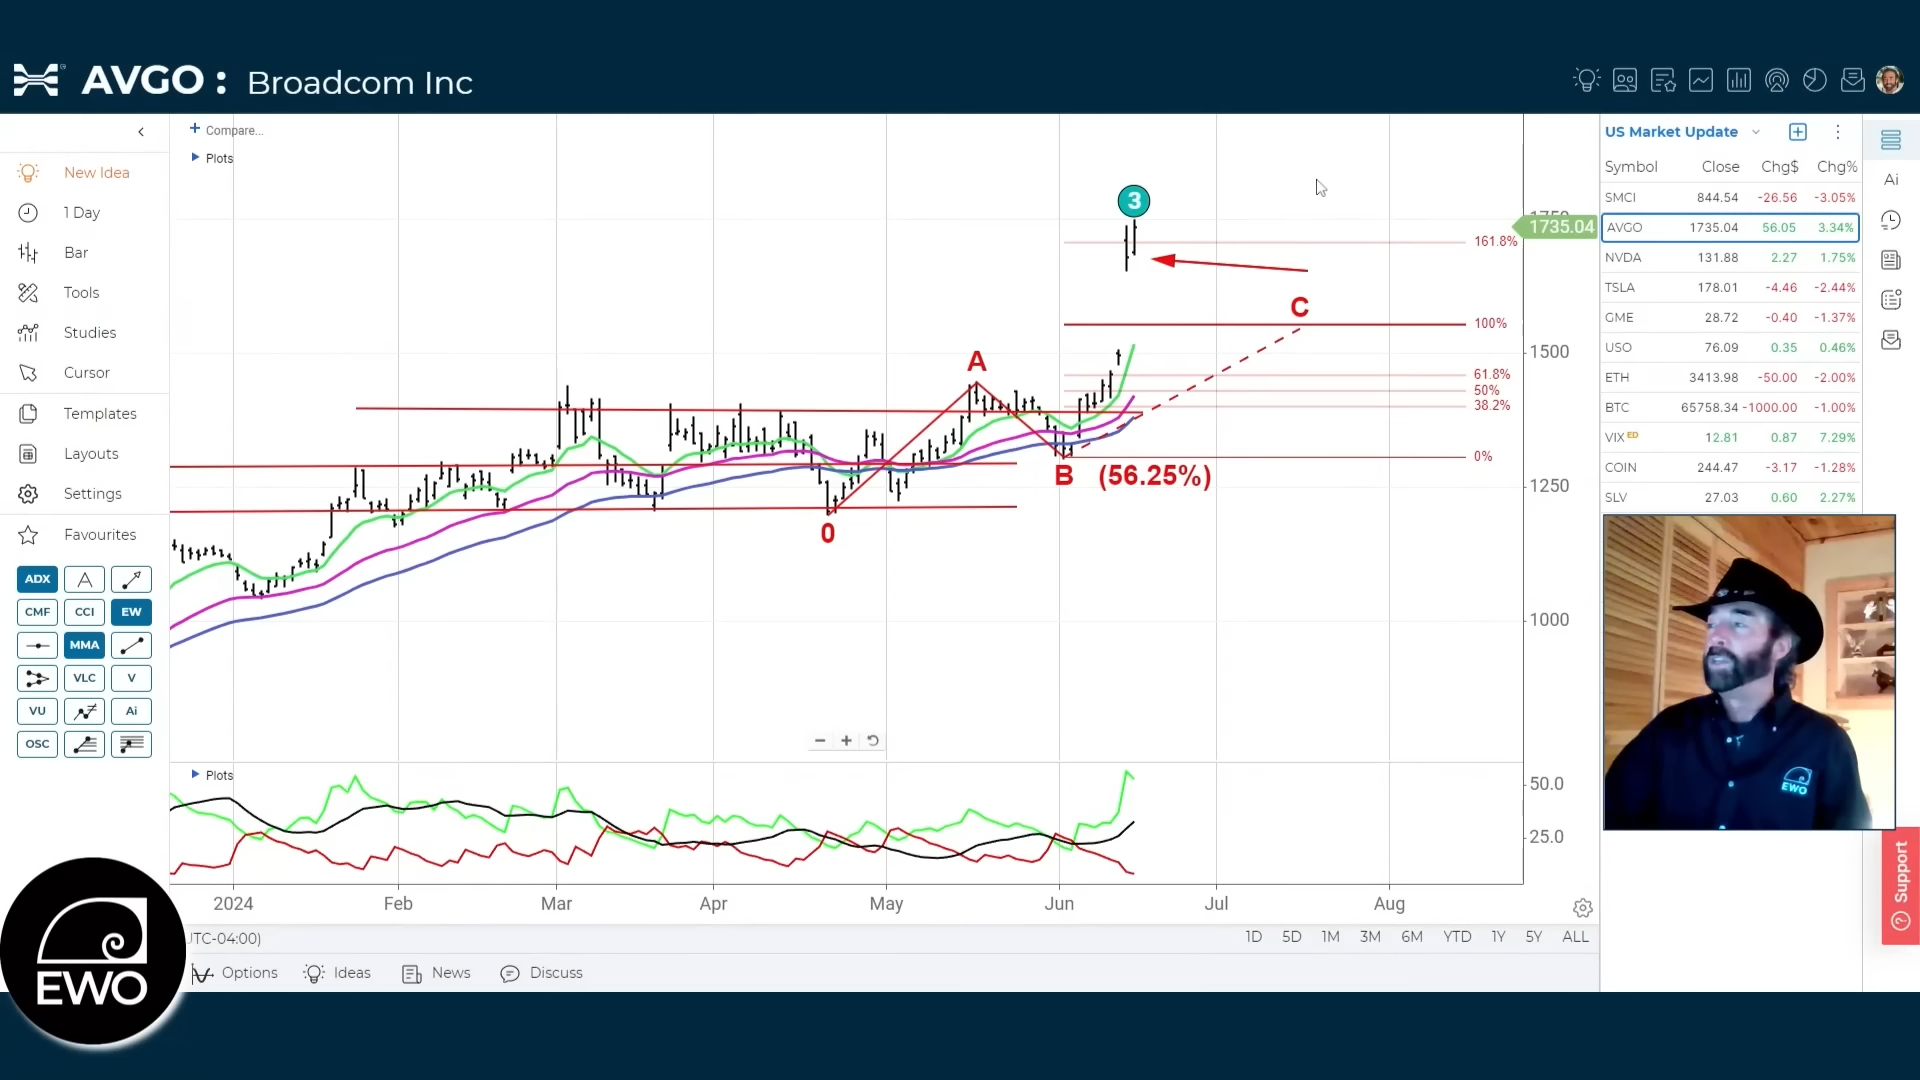 AVGO : Broadcom Inc
Compare...
Plots
New Idea
1 Day
Bar
Tools
Studies
Cursor
Templates
Layouts
Settings
Favourites
ADX
A
CMF
CCI
EW
MMA
VLC
V
VU
Ai
OSC
3
C
A
B
(56.25%)
0
161.8%
100%
61.8%
50%
38.2%
0%
1735.04
1500
1250
1000
Plots
50.0
25.0
2024
Feb
Mar
Apr
May
Jun
Jul
Aug
UTC-04:00)
1D 5D 1M 3M 6M YTD 1Y 5Y ALL
Options
Ideas
News
Discuss
EWO
US Market Update
Symbol Close Chg$ Chg%
SMCI 844.54 -26.56 -3.05%
AVGO 1735.04 56.05 3.34%
NVDA 131.88 2.27 1.75%
TSLA 178.01 -4.46 -2.44%
GME 28.72 -0.40 -1.37%
USO 76.09 0.35 0.46%
ETH 3413.98 -50.00 -2.00%
BTC 65758.34 -1000.00 -1.00%
VIX ED 12.81 0.87 7.29%
COIN 244.47 -3.17 -1.28%
SLV 27.03 0.60 2.27%
Ai
EWO
Support